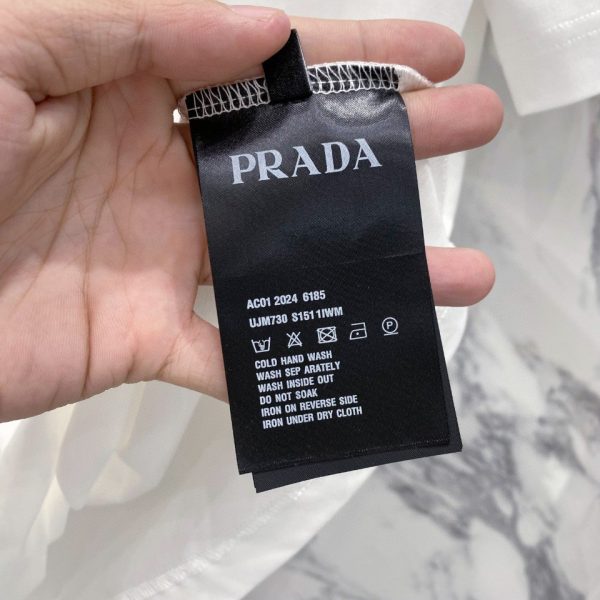 PRADA
AC01 2024 6185
UJM730 S1511IWM
P
COLD HAND WASH
WASH SEP ARATELY
WASH INSIDE OUT
DO NOT SOAK
IRON ON REVERSE SIDE
IRON UNDER DRY CLOTH